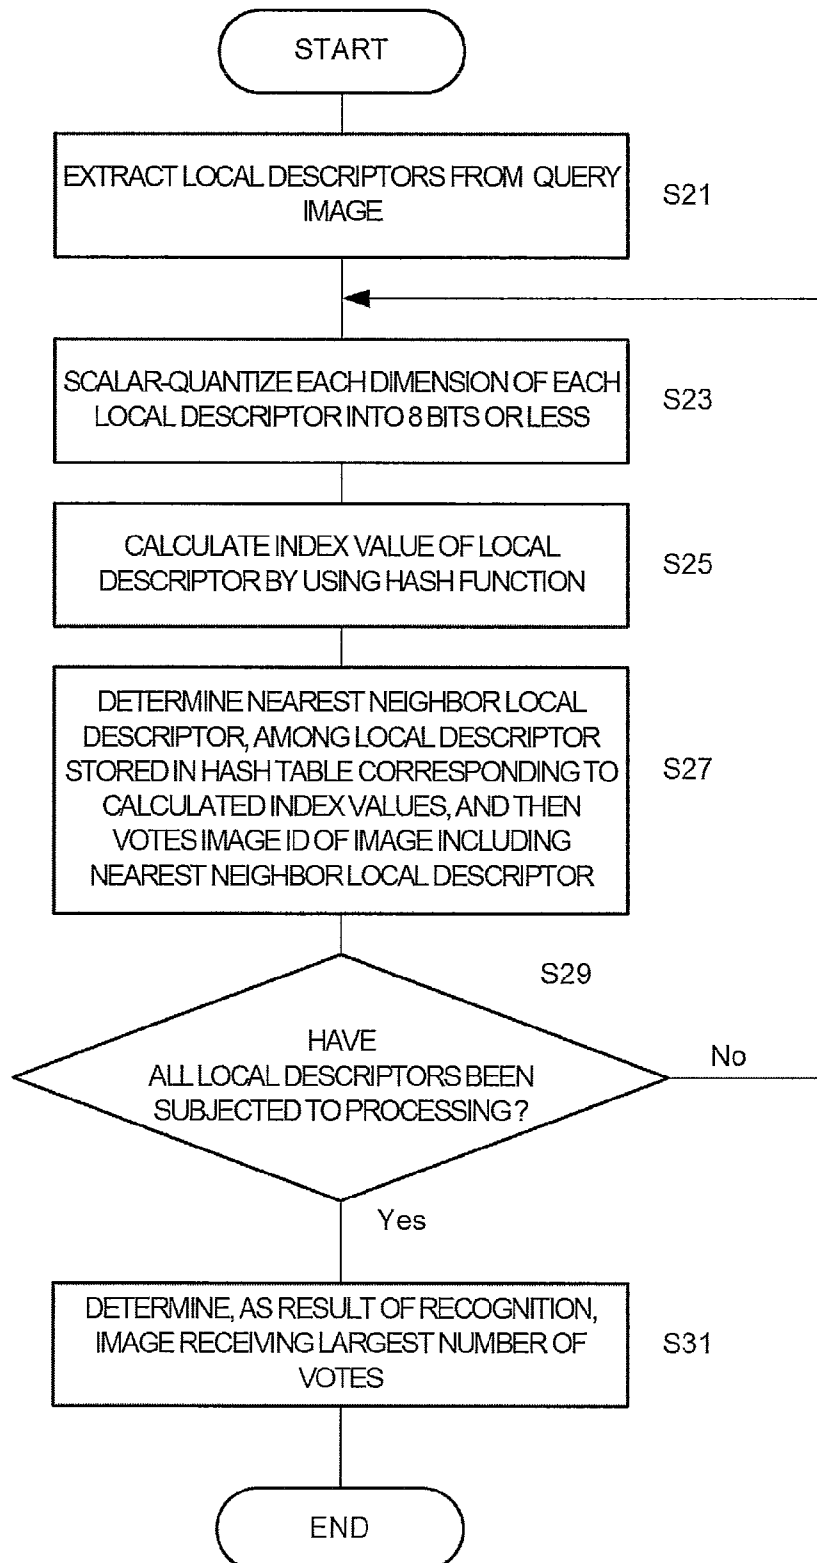 START
EXTRACT LOCAL DESCRIPTORS FROM QUERY
IMAGE
S21
SCALAR-QUANTIZE EACH DIMENSION OF EACH
LOCAL DESCRIPTOR INTO 8 BITS OR LESS
S23
CALCULATE INDEX VALUE OF LOCAL
DESCRIPTOR BY USING HASH FUNCTION
S25
DETERMINE NEAREST NEIGHBOR LOCAL
DESCRIPTOR, AMONG LOCAL DESCRIPTOR
STORED IN HASH TABLE CORRESPONDING TO
CALCULATED INDEX VALUES, AND THEN
VOTES IMAGE ID OF IMAGE INCLUDING
NEAREST NEIGHBOR LOCAL DESCRIPTOR
S27
S29
HAVE
ALL LOCAL DESCRIPTORS BEEN
SUBJECTED TO PROCESSING?
No
Yes
DETERMINE, AS RESULT OF RECOGNITION,
IMAGE RECEIVING LARGEST NUMBER OF
VOTES
S31
END